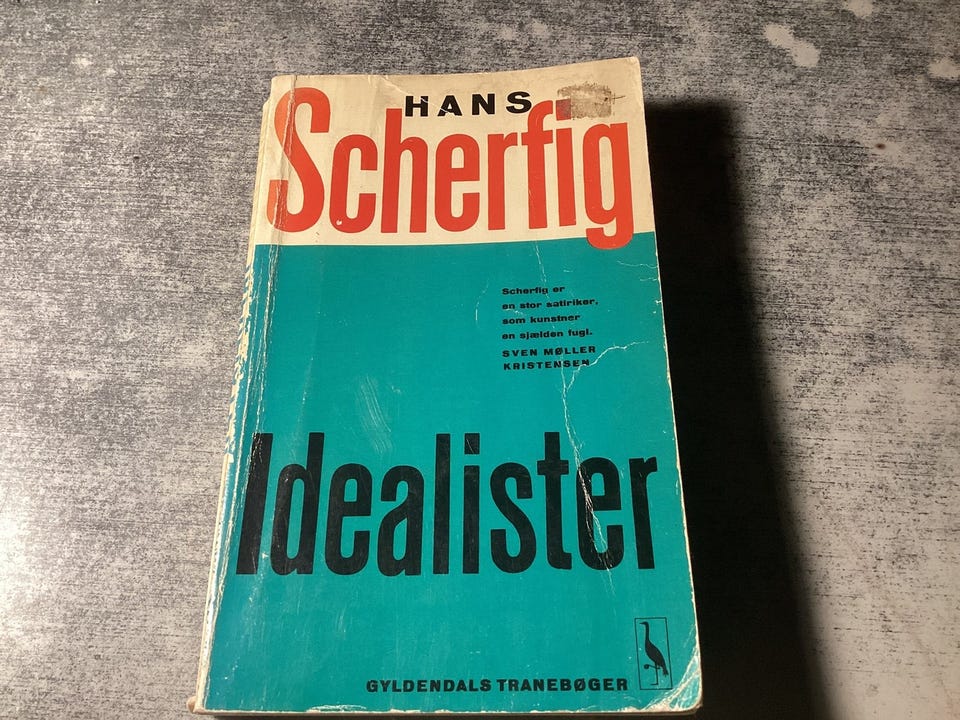 HANS
Scherfig
Scherfig er
en stor satiriker,
som kunstner
en sjælden fugl.
SVEN MØLLER
KRISTENSEN
Idealister
GYLDENDALS TRANEBØGER